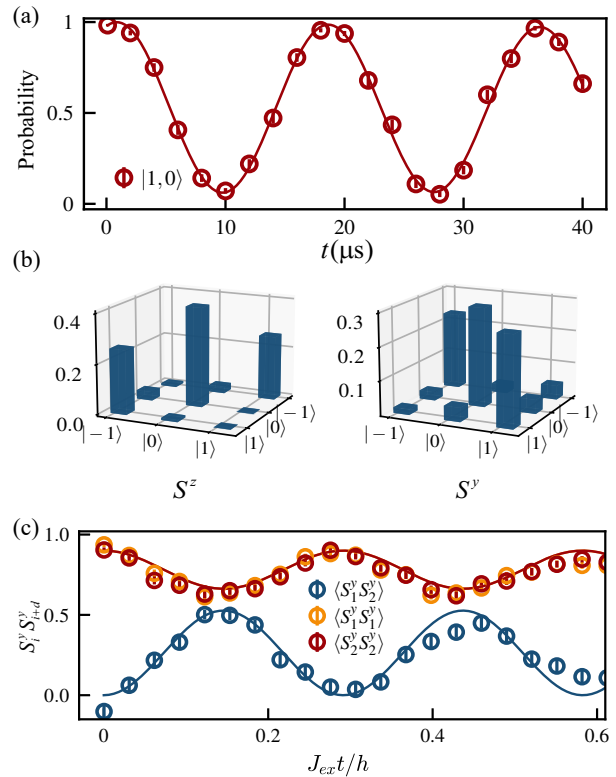 (a)
Probability
1
0.5
0
|1,0⟩
0 10 20 30 40
t(μs)
(b)
0.4
0.2
0.0
|−1⟩ |0⟩ |1⟩
|1⟩ |0⟩ |−1⟩
S^z
0.3
0.2
0.1
|−1⟩ |0⟩ |1⟩
|1⟩ |0⟩ |−1⟩
S^y
(c)
S_i^y S_{i+d}^y
1.0
0.5
0.0
⟨S_1^y S_2^y⟩
⟨S_1^y S_1^y⟩
⟨S_2^y S_2^y⟩
0 0.2 0.4 0.6
J_{ex}t/h